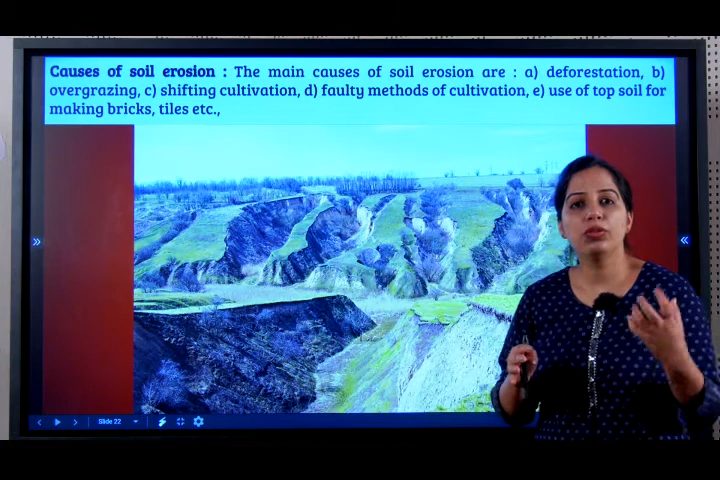 Causes of soil erosion : The main causes of soil erosion are : a) deforestation, b)
overgrazing, c) shifting cultivation, d) faulty methods of cultivation, e) use of top soil for
making bricks, tiles etc.,
Slide 22